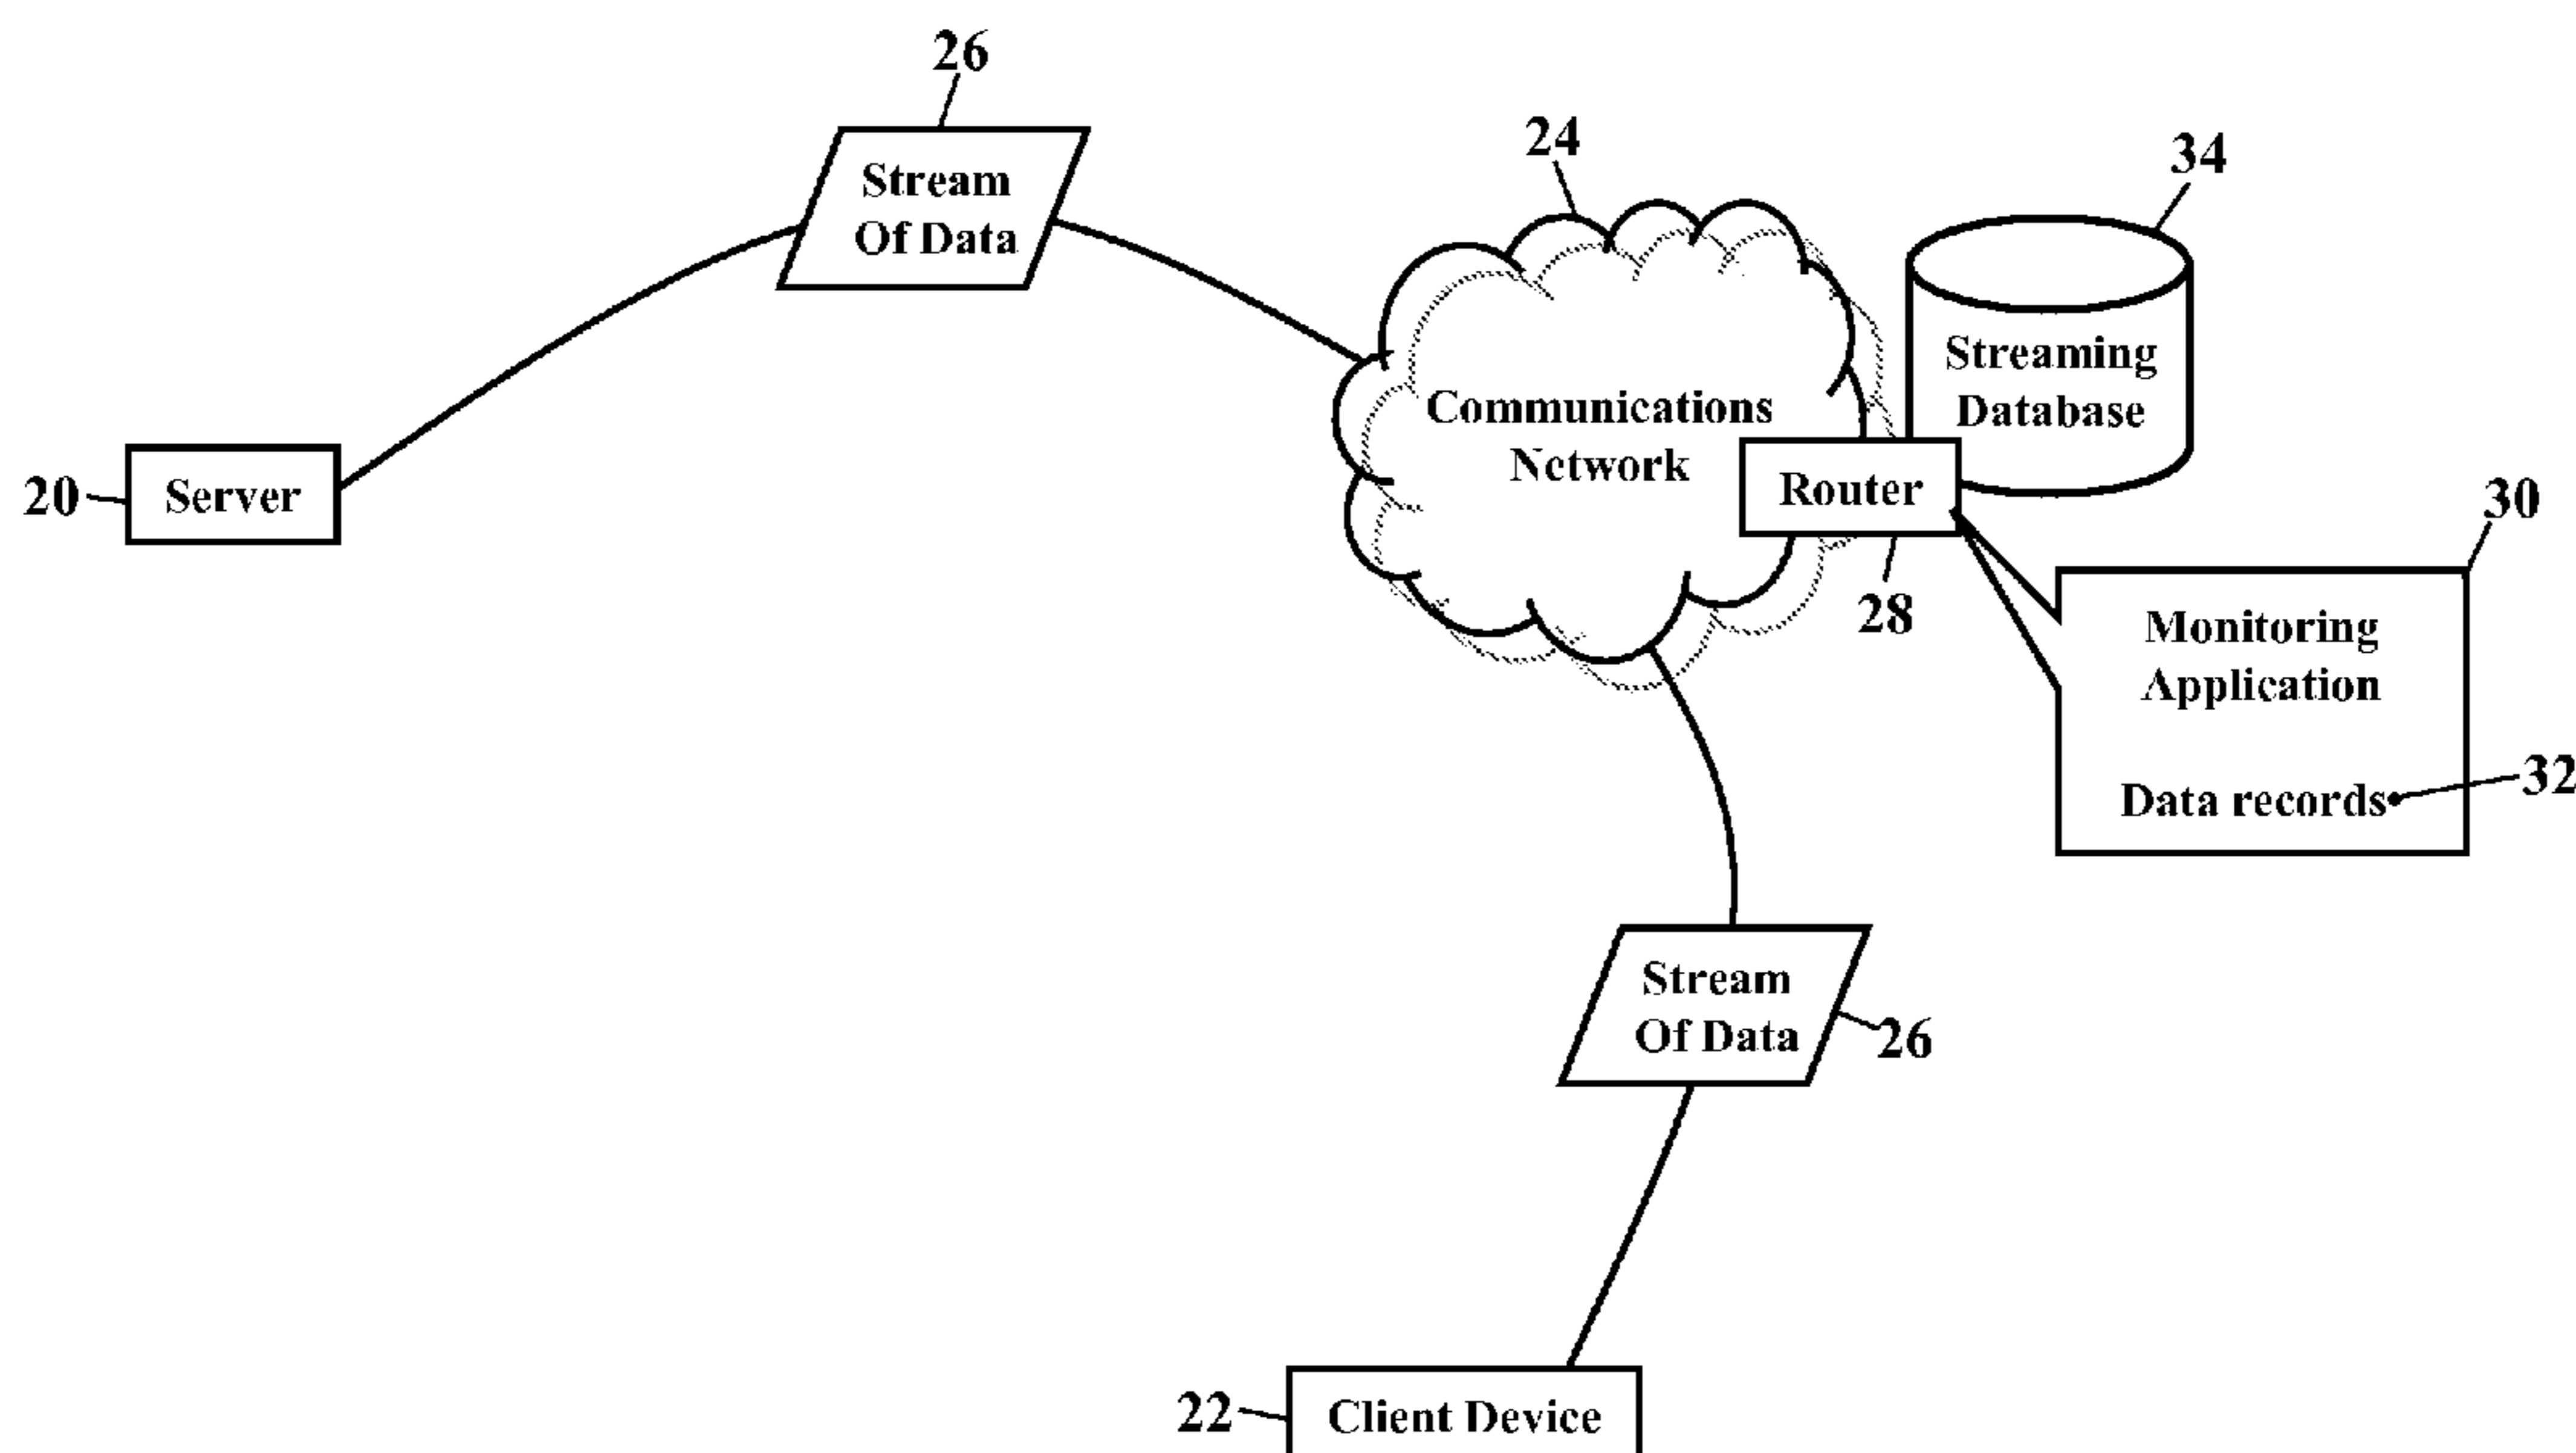 26
Stream
Of Data
24
34
Streaming
Database
Communications
Network
20
Server
Router
30
28
Monitoring
Application
Data records
32
Stream
Of Data
26
22
Client Device